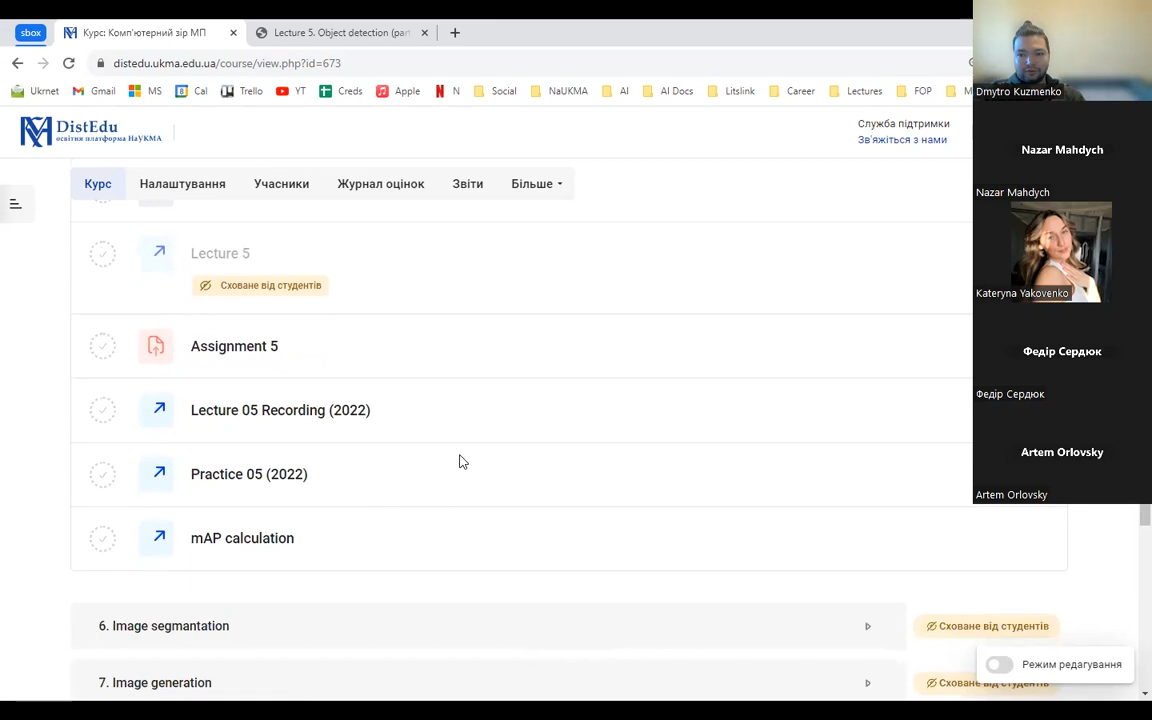 sbox
Курс: Комп'ютерний зір МП
Lecture 5. Object detection (par
distedu.ukma.edu.ua/course/view.php?id=673
Ukrnet
Gmail
MS
Cal
Trello
YT
Creds
Apple
N
Social
NaUKMA
AI
AI Docs
Litslink
Career
Lectures
FOP
DistEdu
освітня платформа НаУКМА
Служба підтримки
Зв'яжіться з нами
Курс
Налаштування
Учасники
Журнал оцінок
Звіти
Більше
Lecture 5
Сховане від студентів
Assignment 5
Lecture 05 Recording (2022)
Practice 05 (2022)
mAP calculation
6. Image segmantation
Сховане від студентів
7. Image generation
Сховане від студентів
Режим редагування
Dmytro Kuzmenko
Nazar Mahdych
Nazar Mahdych
Kateryna Yakovenko
Федір Сердюк
Федір Сердюк
Artem Orlovsky
Artem Orlovsky